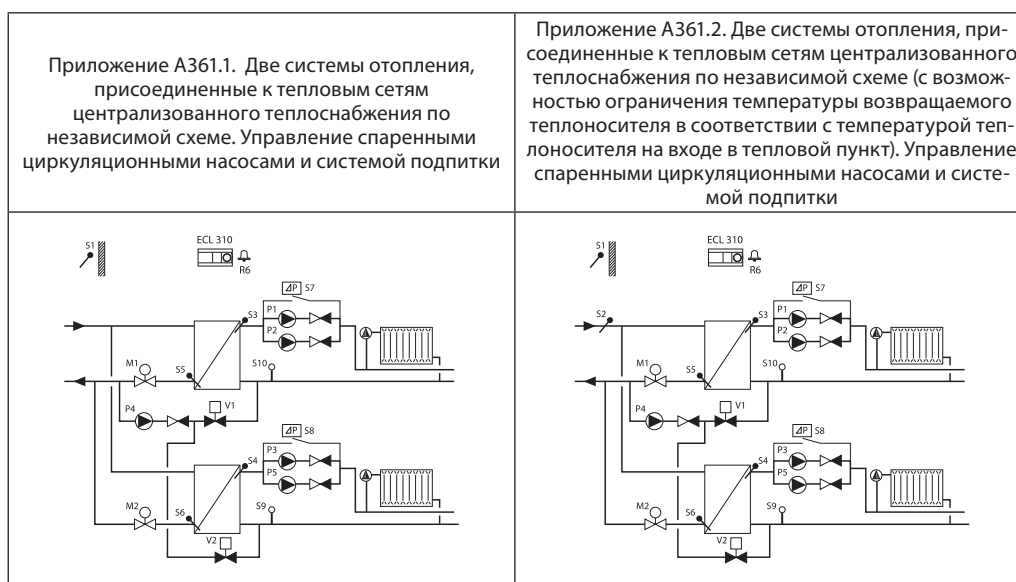 Приложение А361.1. Две системы отопления,
присоединенные к тепловым сетям
централизованного теплоснабжения по
независимой схеме. Управление спаренными
циркуляционными насосами и системой подпитки
Приложение А361.2. Две системы отопления, при-
соединенные к тепловым сетям централизованного
теплоснабжения по независимой схеме (с возмож-
ностью ограничения температуры возвращаемого
теплоносителя в соответствии с температурой теп-
лоносителя на входе в тепловой пункт). Управление
спаренными циркуляционными насосами и систе-
мой подпитки
S1
ECL 310
R6
ΔP S7
P1
S3
P2
M1
S5
S10
P4
V1
ΔP S8
P3
S4
P5
M2
S6
S9
V2
S1
ECL 310
R6
ΔP S7
S2
P1
S3
P2
M1
S5
S10
P4
V1
ΔP S8
P3
S4
P5
M2
S6
S9
V2